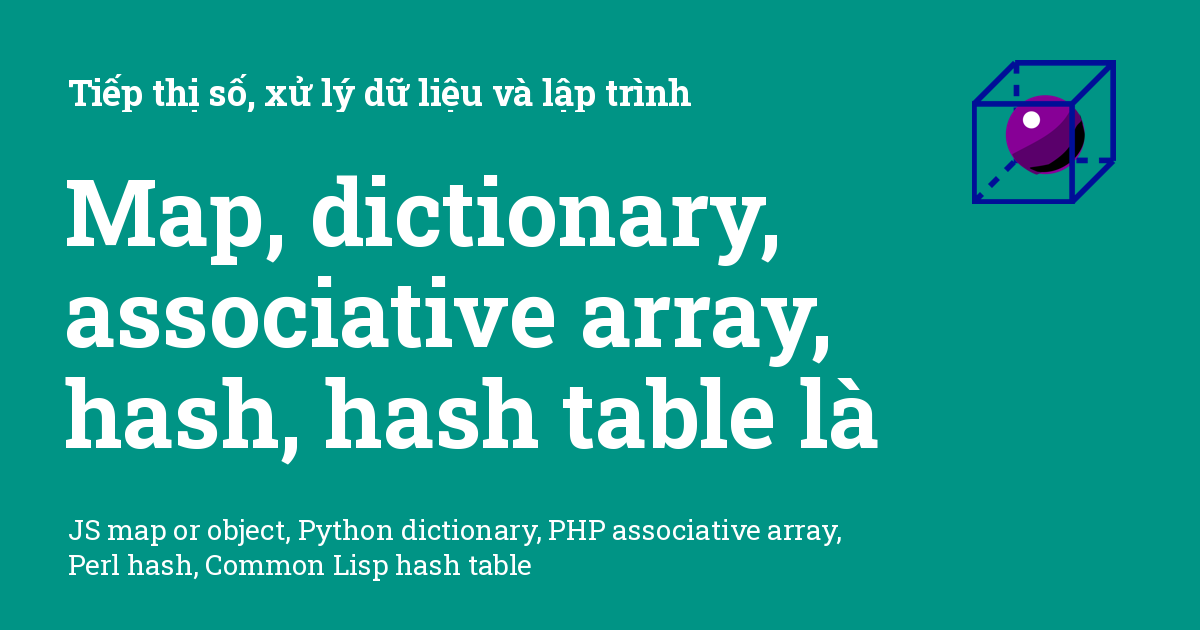 Tiếp thị số, xử lý dữ liệu và lập trình
Map, dictionary,
associative array,
hash, hash table là
JS map or object, Python dictionary, PHP associative array,
Perl hash, Common Lisp hash table